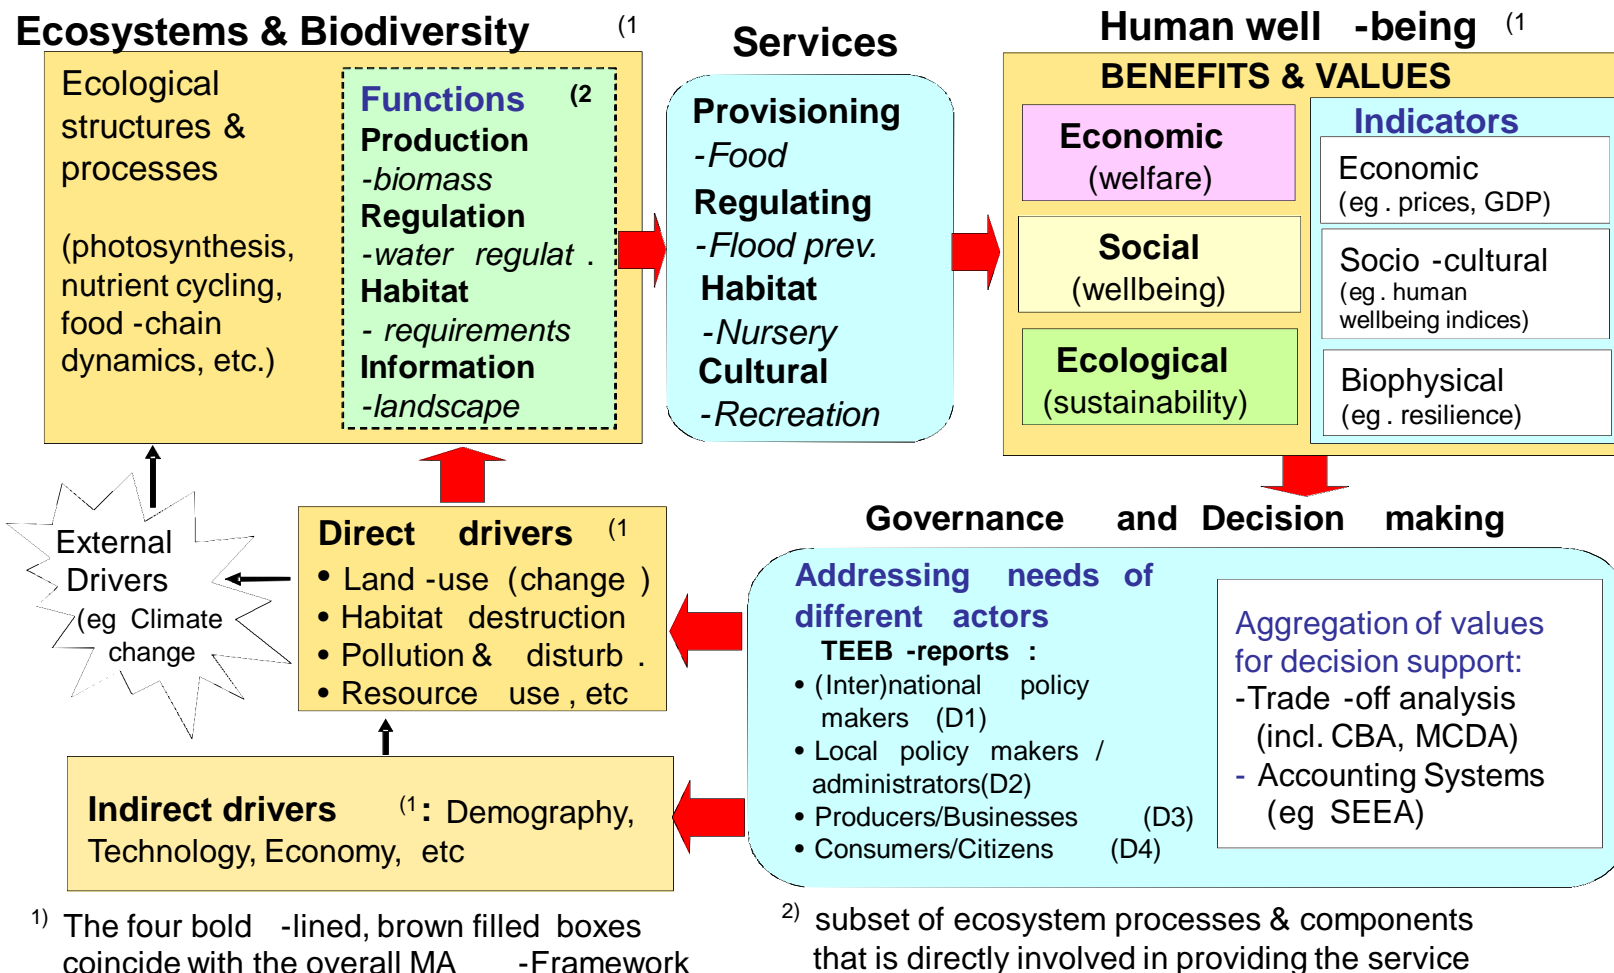 Ecosystems & Biodiversity (1
Ecological
structures &
processes
(photosynthesis,
nutrient cycling,
food -chain
dynamics, etc.)
Functions (2
Production
-biomass
Regulation
-water regulat .
Habitat
- requirements
Information
-landscape
Services
Provisioning
-Food
Regulating
-Flood prev.
Habitat
-Nursery
Cultural
-Recreation
Human well -being (1
BENEFITS & VALUES
Economic
(welfare)
Social
(wellbeing)
Ecological
(sustainability)
Indicators
Economic
(eg . prices, GDP)
Socio -cultural
(eg . human
wellbeing indices)
Biophysical
(eg . resilience)
External
Drivers
(eg Climate
change
Direct drivers (1
• Land -use (change )
• Habitat destruction
• Pollution & disturb .
• Resource use , etc
Indirect drivers (1 : Demography,
Technology, Economy, etc
Governance and Decision making
Addressing needs of
different actors
TEEB -reports :
• (Inter)national policy
makers (D1)
• Local policy makers /
administrators(D2)
• Producers/Businesses (D3)
• Consumers/Citizens (D4)
Aggregation of values
for decision support:
-Trade -off analysis
(incl. CBA, MCDA)
- Accounting Systems
(eg SEEA)
1) The four bold -lined, brown filled boxes
coincide with the overall MA -Framework
2) subset of ecosystem processes & components
that is directly involved in providing the service